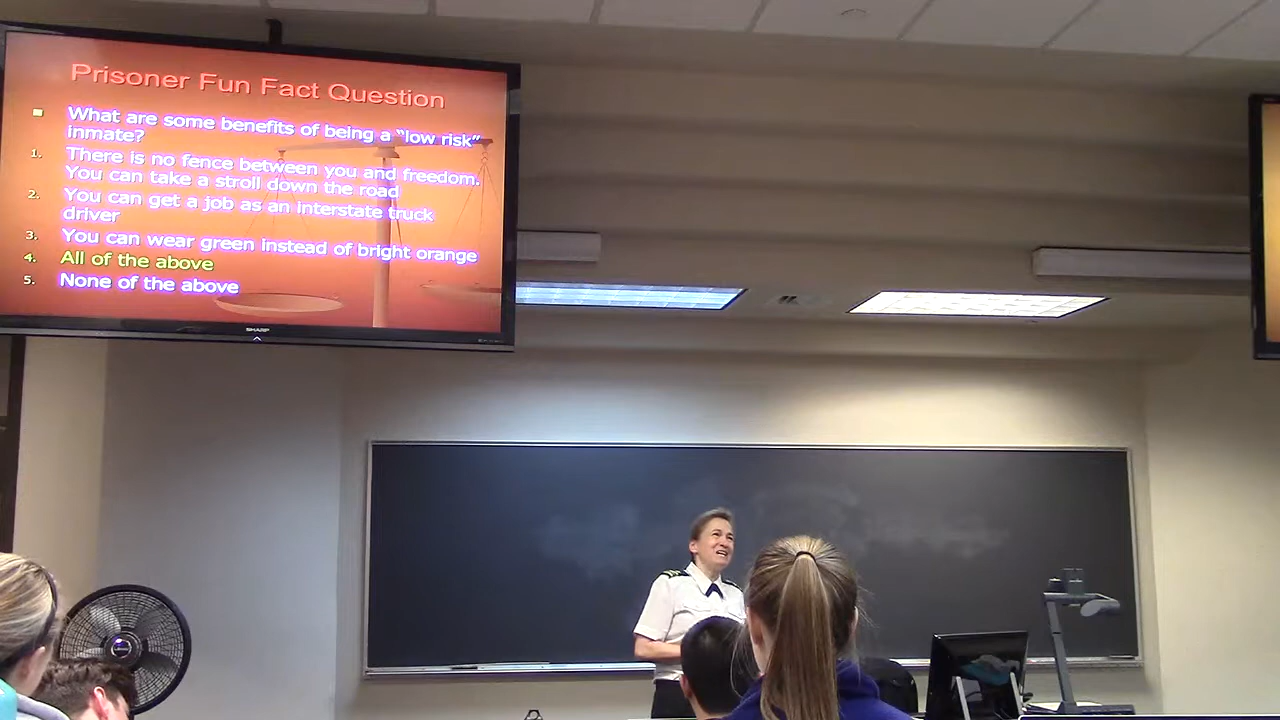 Prisoner Fun Fact Question
What are some benefits of being a "low risk"
inmate?
1. There is no fence between you and freedom.
You can take a stroll down the road
2. You can get a job as an interstate truck
driver
3. You can wear green instead of bright orange
4. All of the above
5. None of the above
SHARP